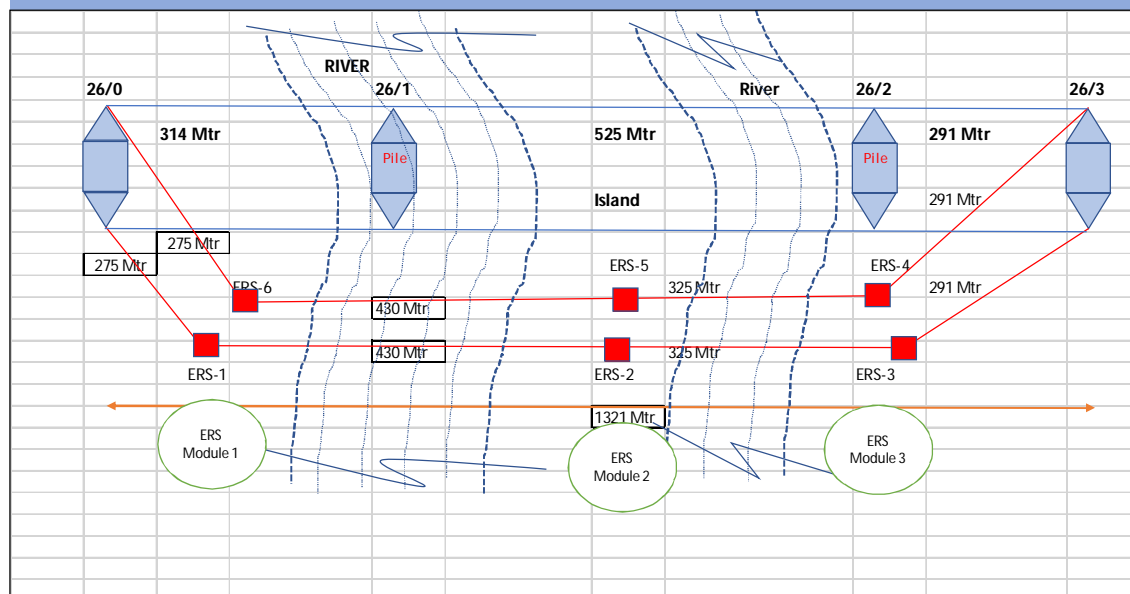 RIVER
26/0
26/1
River
26/2
26/3
314 Mtr
525 Mtr
291 Mtr
Pile
Pile
Island
291 Mtr
275 Mtr
275 Mtr
ERS-6
ERS-5
ERS-4
325 Mtr
291 Mtr
430 Mtr
430 Mtr
325 Mtr
ERS-1
ERS-2
ERS-3
1321 Mtr
ERS
Module 1
ERS
Module 2
ERS
Module 3